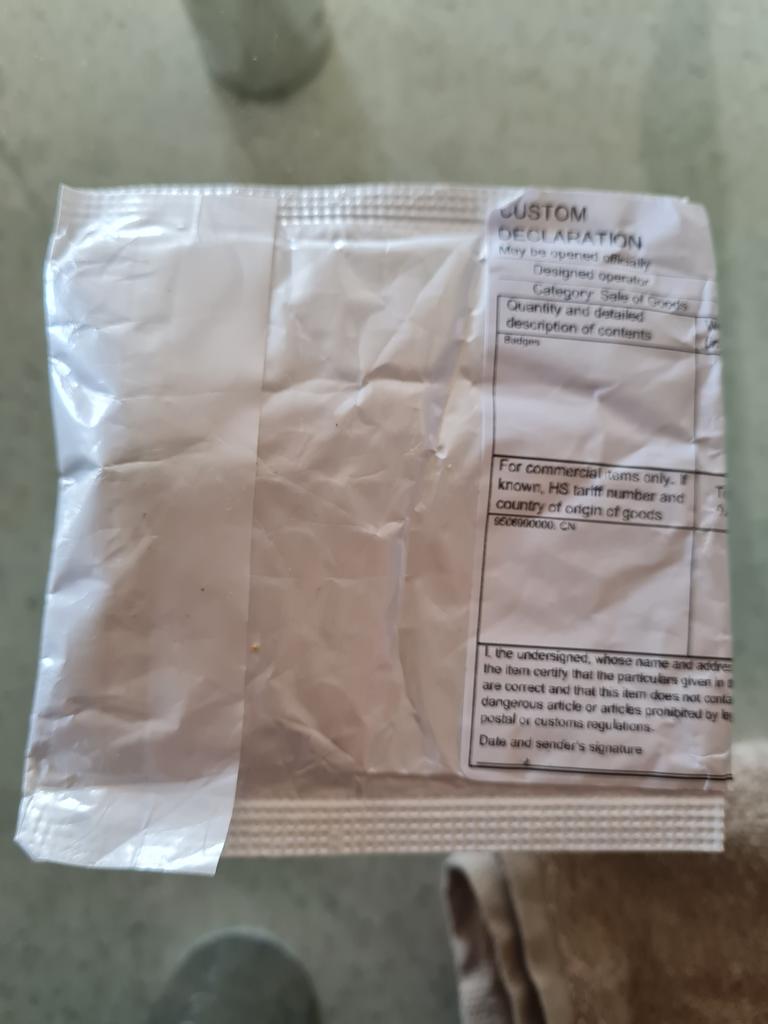 CUSTOM
DECLARATION
May be opened officially
Designed operator
Category: Sale of Goods
Quantity and detailed
description of contents
Badges
For commercial items only. If
known, HS tariff number and
country of origin of goods
9506990000, CN
I, the undersigned, whose name and addre
the item certify that the particulars given in
are correct and that this item does not conta
dangerous article or articles prohibited by le
postal or customs regulations.
Date and sender's signature